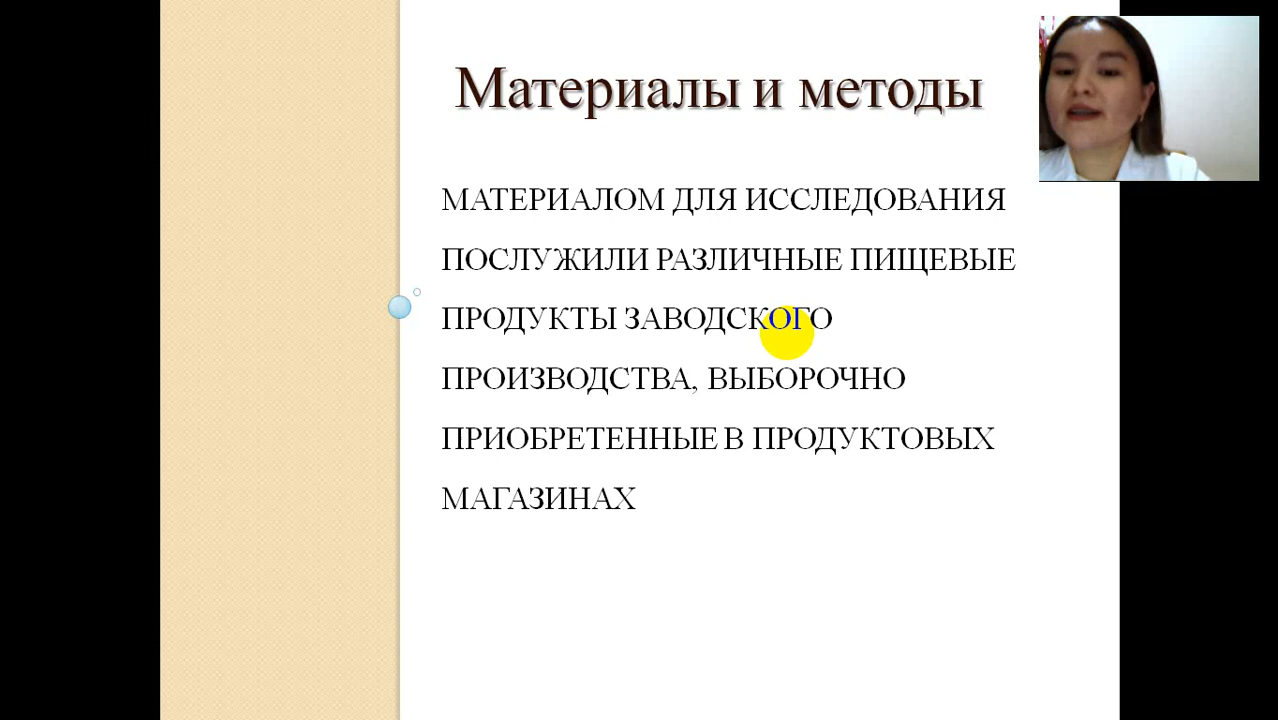 Материалы и методы
МАТЕРИАЛОМ ДЛЯ ИССЛЕДОВАНИЯ
ПОСЛУЖИЛИ РАЗЛИЧНЫЕ ПИЩЕВЫЕ
ПРОДУКТЫ ЗАВОДСКОГО
ПРОИЗВОДСТВА, ВЫБОРОЧНО
ПРИОБРЕТЕННЫЕ В ПРОДУКТОВЫХ
МАГАЗИНАХ